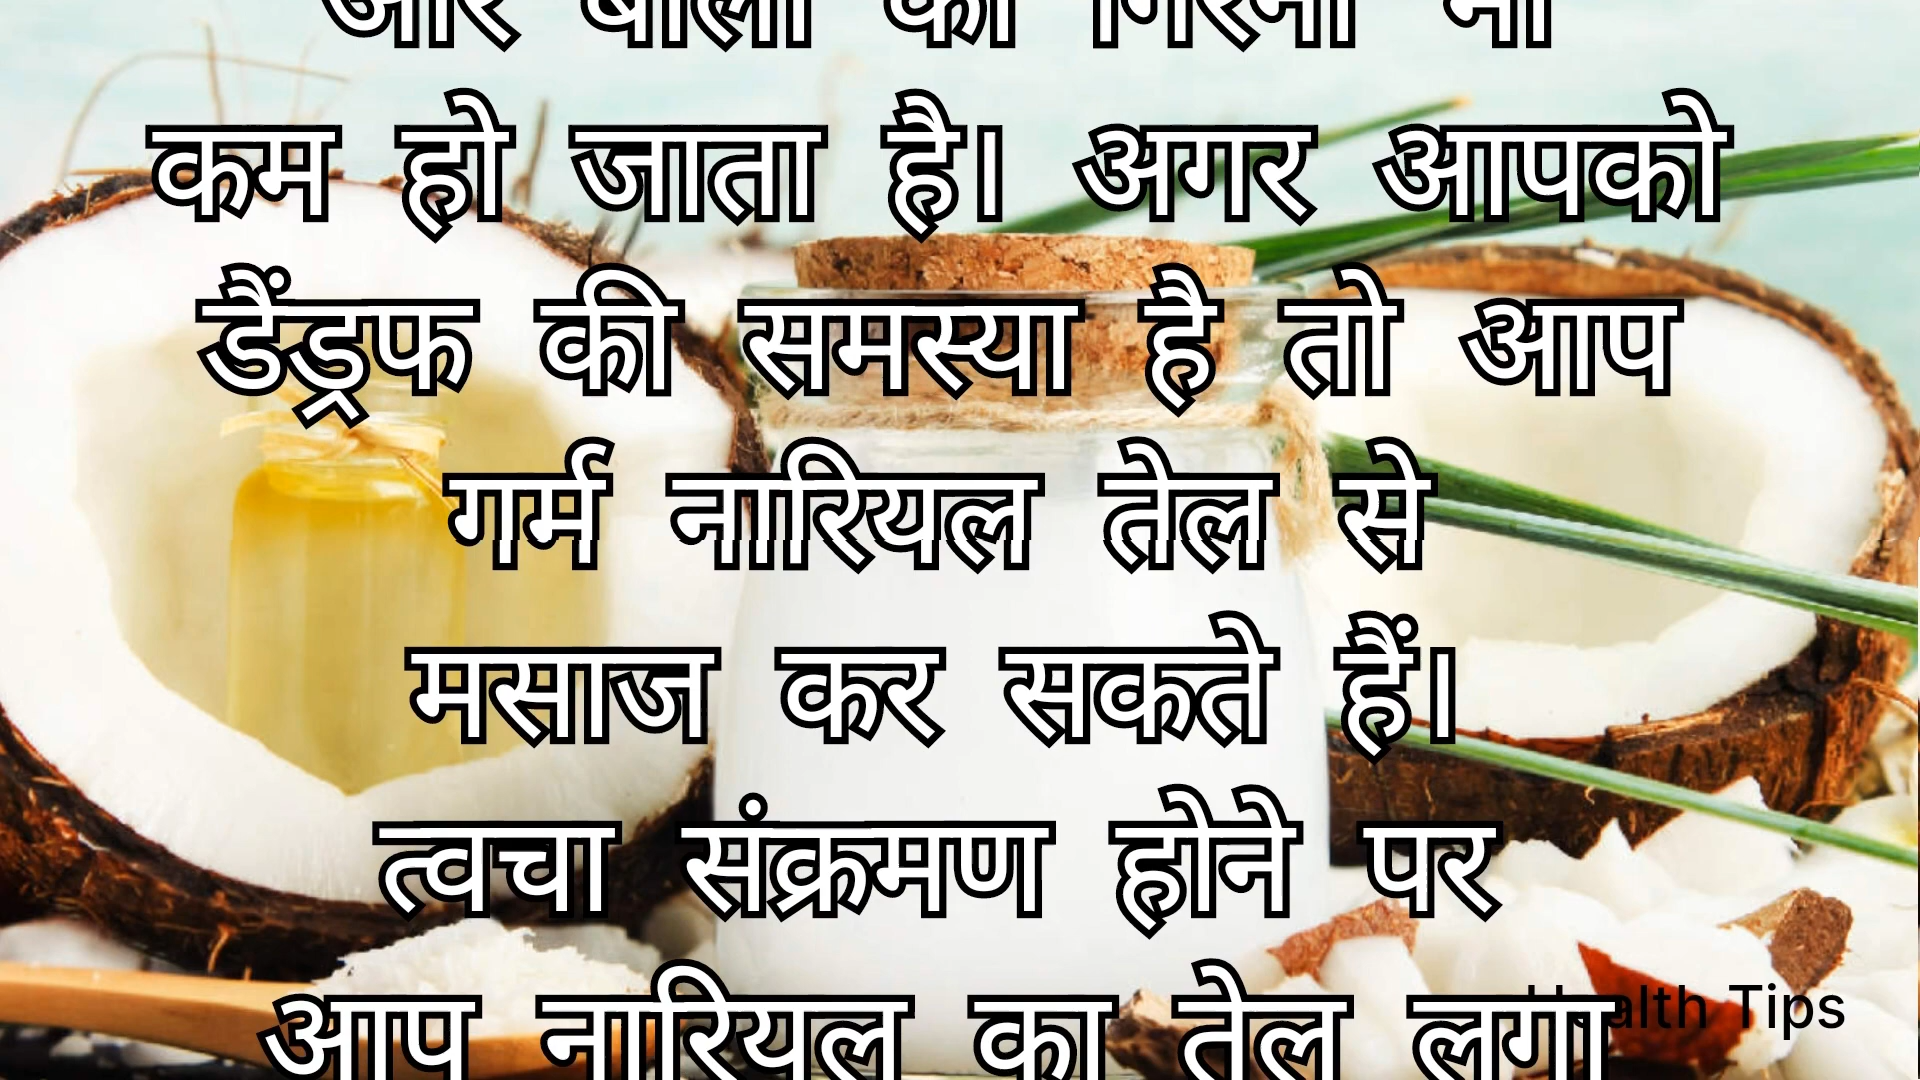 और बालों का गिरना भी
कम हो जाता है। अगर आपको
डैंड्रफ की समस्या है तो आप
गर्म नारियल तेल से
मसाज कर सकते हैं।
त्वचा संक्रमण होने पर
आप नारियल का तेल लगा
Health Tips